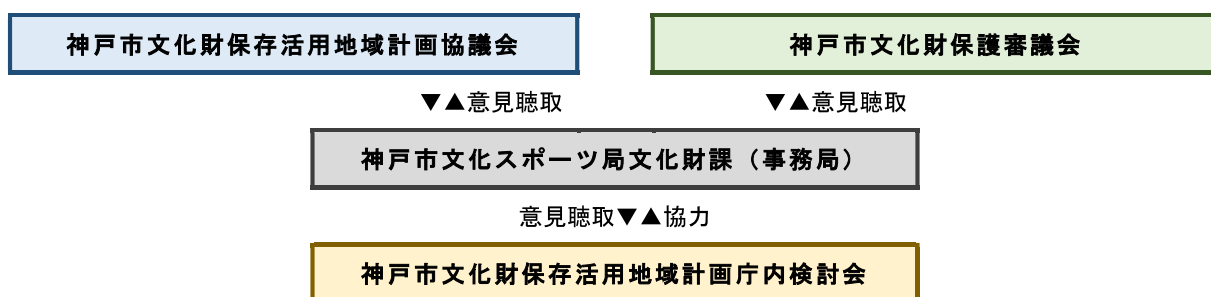 神戸市文化財保存活用地域計画協議会
神戸市文化財保護審議会
▼▲意見聴取
▼▲意見聴取
神戸市文化スポーツ局文化財課（事務局）
意見聴取▼▲協力
神戸市文化財保存活用地域計画庁内検討会